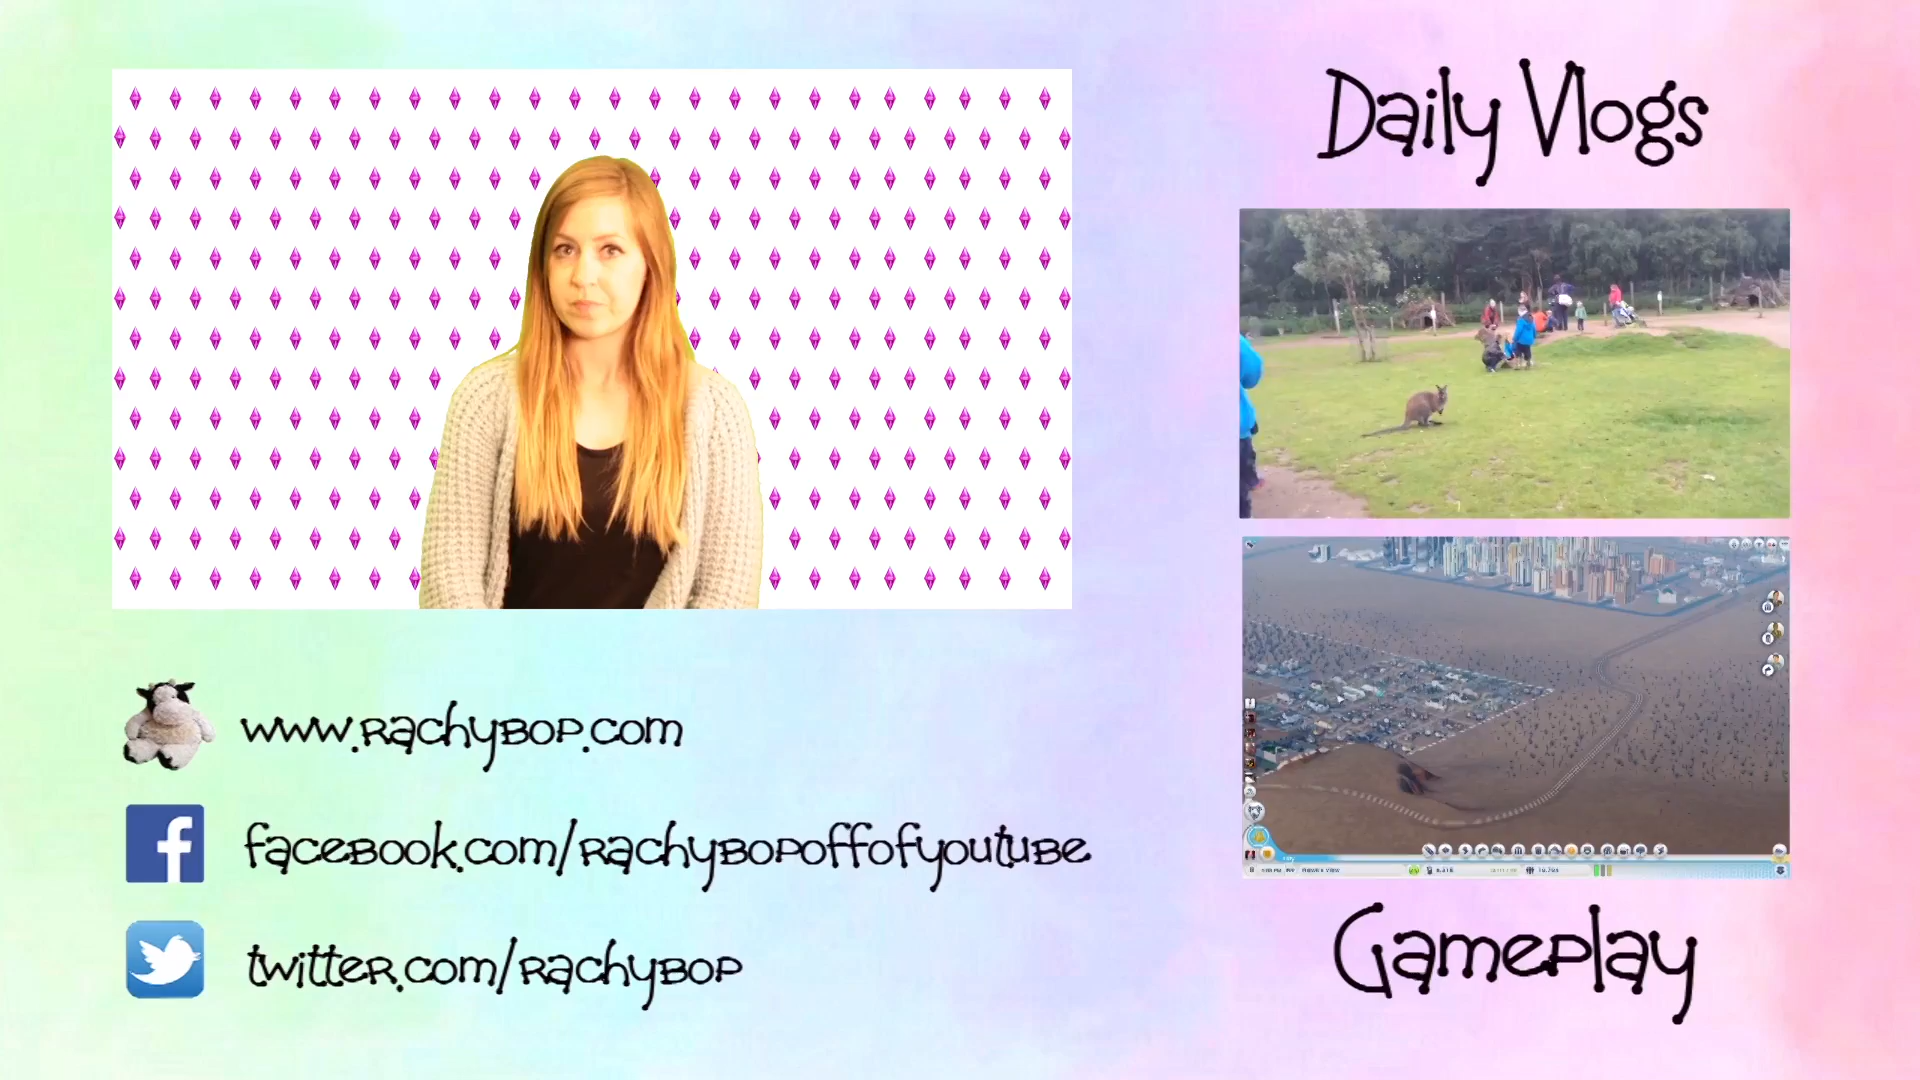 Daily Vlogs
www.rachybop.com
facebook.com/rachybopoffofyoutube
twitter.com/rachybop
Gameplay